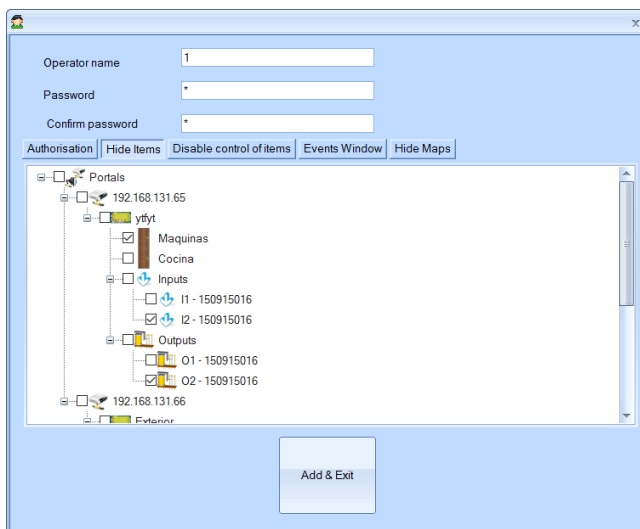 x
Operator name 1
Password *
Confirm password *
Authorisation Hide Items Disable control of items Events Window Hide Maps
Portals
192.168.131.65
ytfyt
Maquinas
Cocina
Inputs
I1 - 150915016
I2 - 150915016
Outputs
O1 - 150915016
O2 - 150915016
192.168.131.66
Exterior
Add & Exit